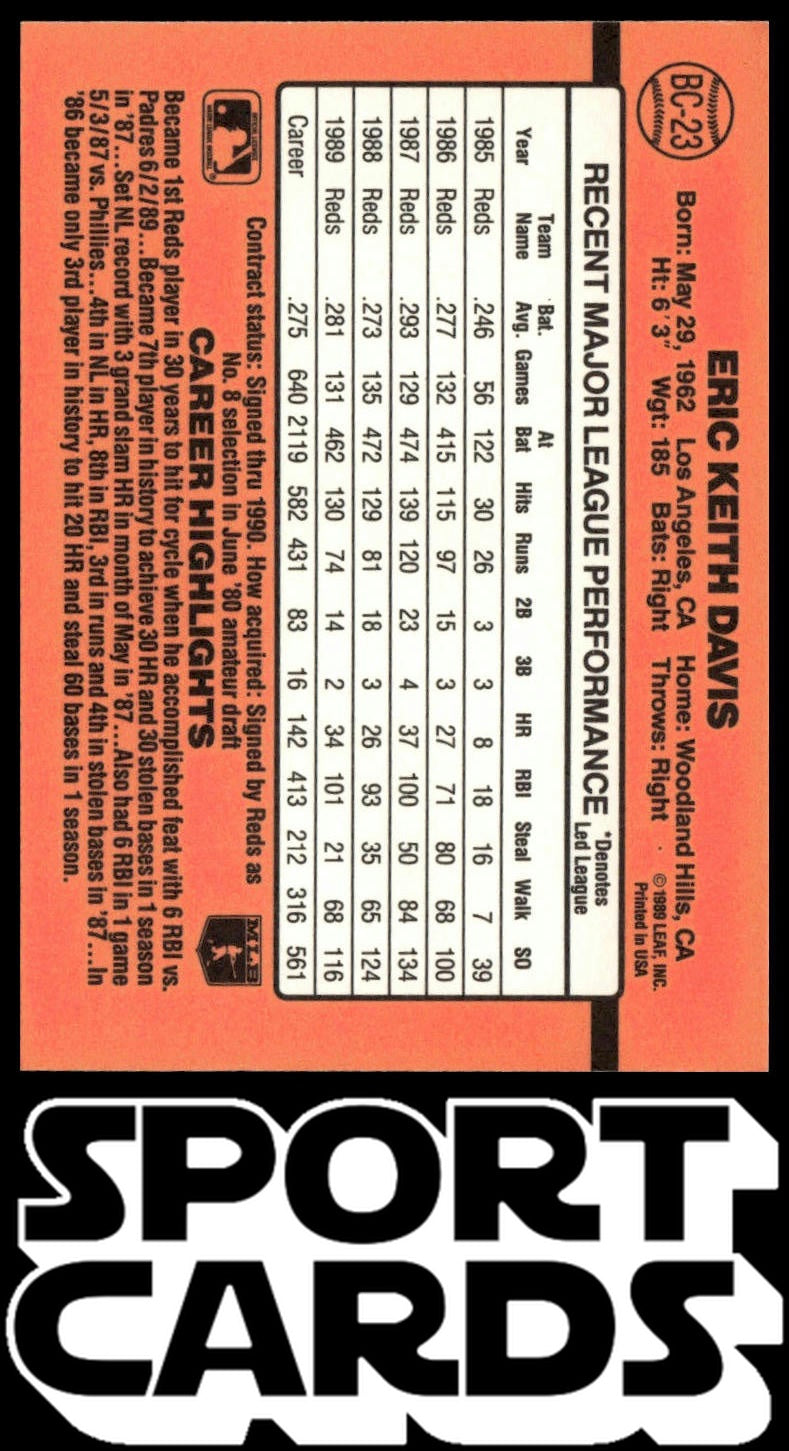 BC-23
ERIC KEITH DAVIS
Born: May 29, 1962 Los Angeles, CA Home: Woodland Hills, CA
Ht: 6'3" Wgt: 185 Bats: Right Throws: Right
©1989 LEAF, INC.
Printed in USA
RECENT MAJOR LEAGUE PERFORMANCE *Denotes Led League
Year Team Name Bat. Avg. Games At Bat Hits Runs 2B 3B HR RBI Steal Walk SO
1985 Reds .246 56 122 30 26 3 3 8 18 16 7 39
1986 Reds .277 132 415 115 97 15 3 27 71 80 68 100
1987 Reds .293 129 474 139 120 23 4 37 100 50 84 134
1988 Reds .273 135 472 129 81 18 3 26 93 35 65 124
1989 Reds .281 131 462 130 74 14 2 34 101 21 68 116
Career .275 640 2119 582 431 83 16 142 413 212 316 561
Contract status: Signed thru 1990. How acquired: Signed by Reds as
No. 8 selection in June '80 amateur draft
MLB
CAREER HIGHLIGHTS
Became 1st Reds player in 30 years to hit for cycle when he accomplished feat with 6 RBI vs.
Padres 6/2/89...Became 7th player in history to achieve 30 HR and 30 stolen bases in 1 season
in '87...Set NL record with 3 grand slam HR in month of May in '87...Also had 6 RBI in 1 game
5/3/87 vs. Phillies...4th in NL in HR, 8th in RBI, 3rd in runs and 4th in stolen bases in '87...In
'86 became only 3rd player in history to hit 20 HR and steal 60 bases in 1 season.
SPORT
CARDS